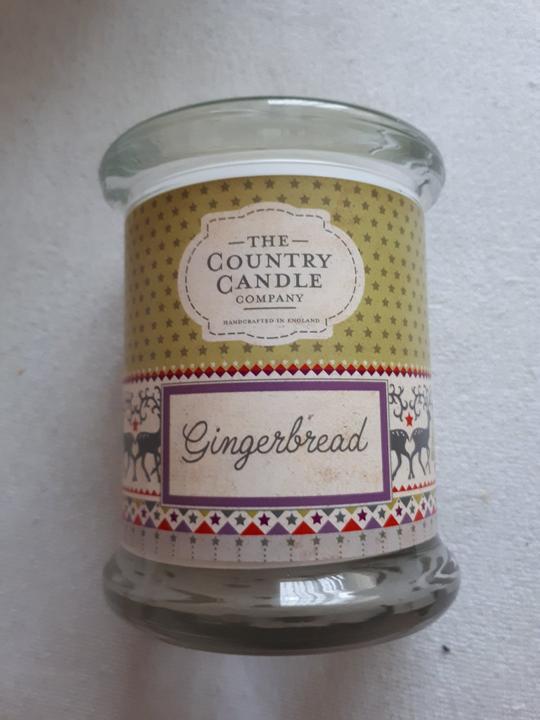 THE
COUNTRY
CANDLE
COMPANY
HANDCRAFTED IN ENGLAND
Gingerbread